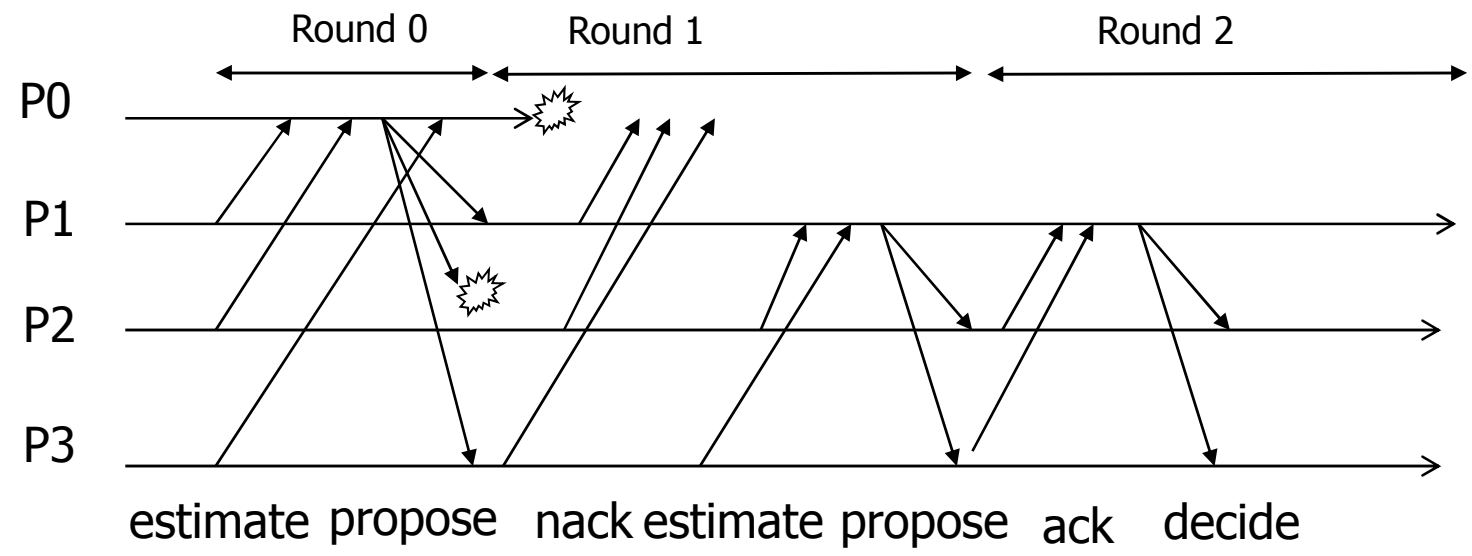 Round 0 Round 1 Round 2
P0
P1
P2
P3
estimate propose nack estimate propose ack decide